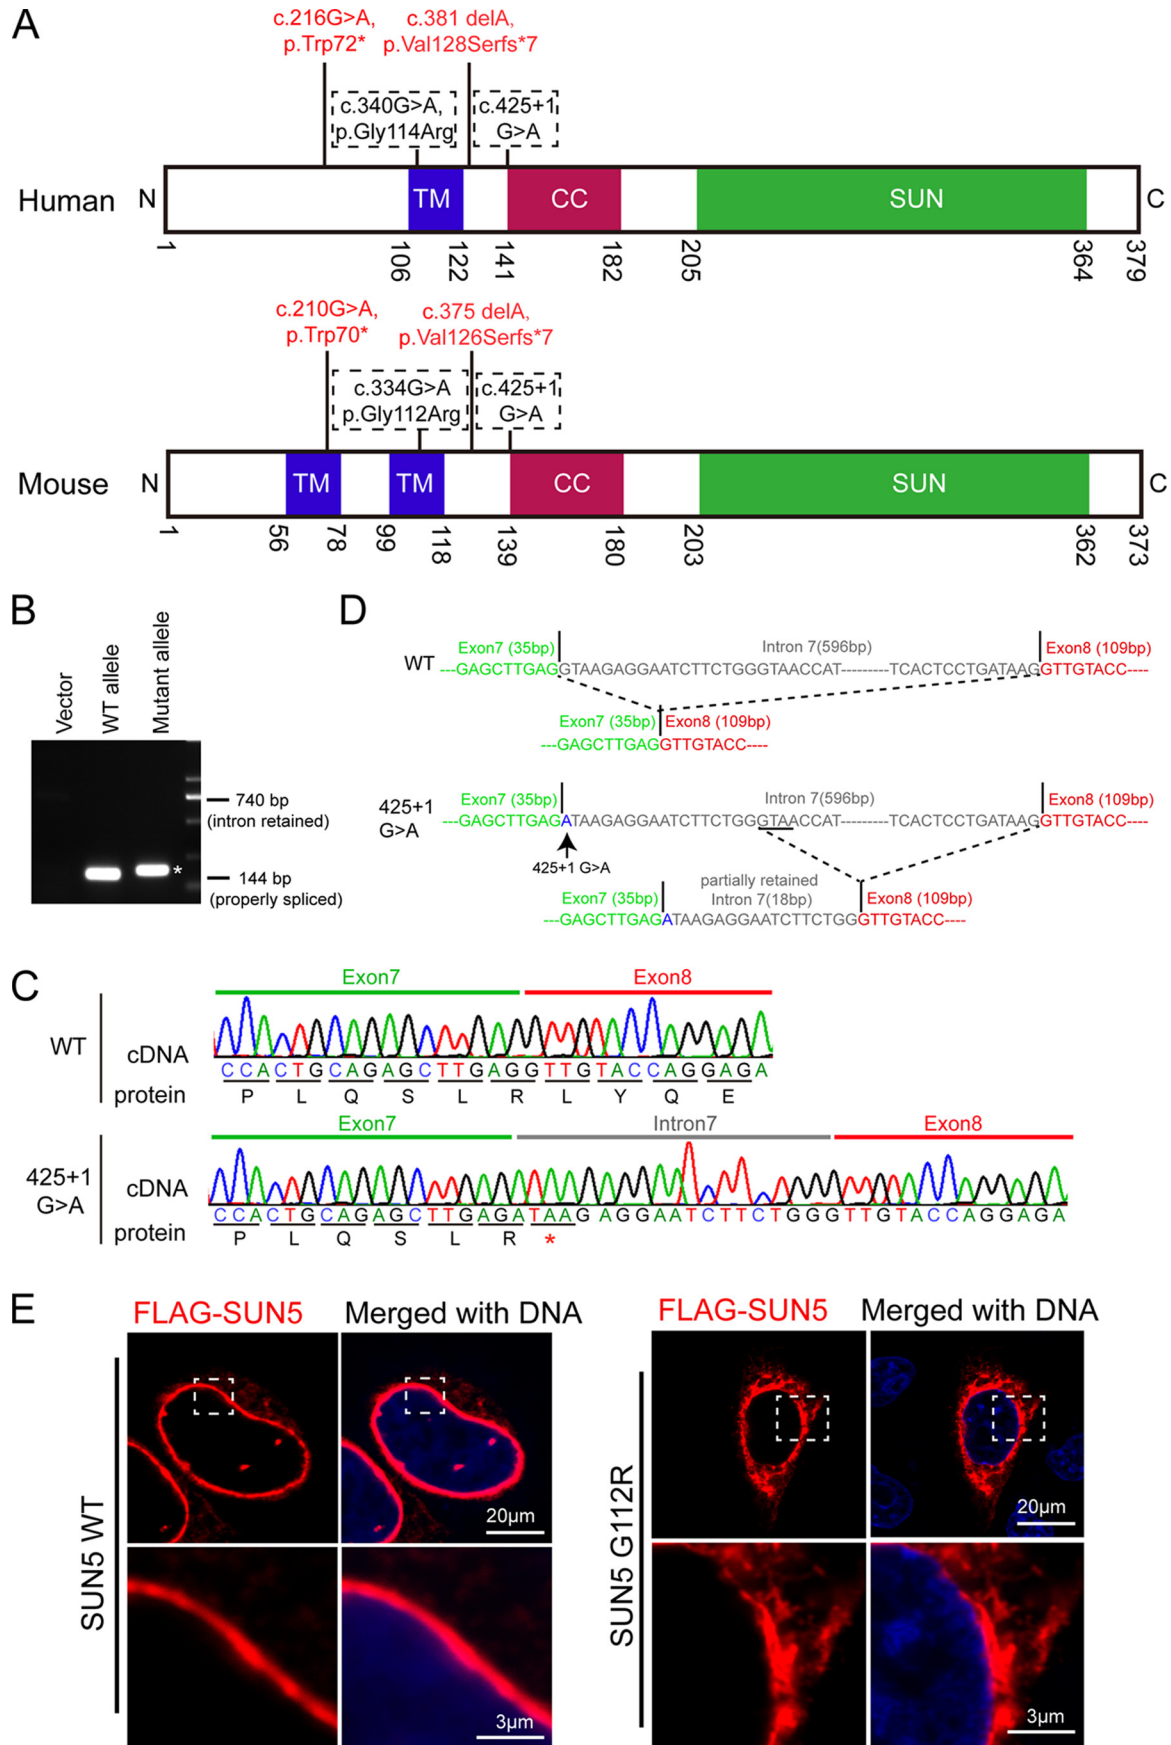 A
c.216G>A,
p.Trp72*
c.381 delA,
p.Val128Serfs*7
c.340G>A,
p.Gly114Arg
c.425+1
G>A
Human
N
TM
CC
SUN
C
1
106
122
141
182
205
364
379
c.210G>A,
p.Trp70*
c.375 delA,
p.Val126Serfs*7
c.334G>A
p.Gly112Arg
c.425+1
G>A
Mouse
N
TM
TM
CC
SUN
C
1
56
78
99
118
139
180
203
362
373
B
Vector
WT allele
Mutant allele
740 bp
(intron retained)
*
144 bp
(properly spliced)
D
Exon7 (35bp)
Intron 7(596bp)
Exon8 (109bp)
WT
---GAGCTTGAGGTAAGAGGAATCTTCTGGGTAACCAT---------TCACTCCTGATAAGGTTGTACC----
Exon7 (35bp)
Exon8 (109bp)
---GAGCTTGAGGTTGTACC----
425+1
G>A
Exon7 (35bp)
Intron 7(596bp)
Exon8 (109bp)
---GAGCTTGAGATAAGAGGAATCTTCTGGGTAACCAT---------TCACTCCTGATAAGGTTGTACC----
425+1 G>A
Exon7 (35bp)
partially retained
Intron 7(18bp)
Exon8 (109bp)
---GAGCTTGAGATAAGAGGAATCTTCTGGGTTGTACC----
C
Exon7
Exon8
WT
cDNA
CCACTGCAGAGCTTGAGGTTGTACCAGGAGA
protein
P L Q S L R L Y Q E
Exon7
Intron7
Exon8
425+1
G>A
cDNA
CCACTGCAGAGCTTGAGATAAGAGGAATCTTCTGGGTTGTACCAGGAGA
protein
P L Q S L R *
E
FLAG-SUN5
Merged with DNA
SUN5 WT
20μm
3μm
FLAG-SUN5
Merged with DNA
SUN5 G112R
20μm
3μm